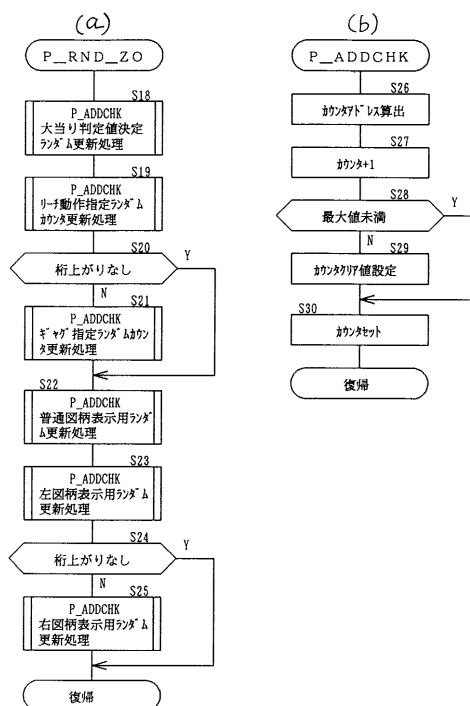 (a)
P__RND__ZO
S18
P_ADDCHK
大当り判定値決定
ランダム更新処理
S19
リーチ動作指定ランダム
カウンタ更新処理
S20
桁上がりなし
Y
N
S21
P_ADDCHK
ギャグ指定ランダムカウン
タ更新処理
S22
P_ADDCHK
普通図柄表示用ランダ
ム更新処理
S23
P_ADDCHK
左図柄表示用ランダム
更新処理
S24
桁上がりなし
Y
N
S25
P_ADDCHK
右図柄表示用ランダム
更新処理
復帰
(b)
P__ADDCHK
S26
カウンタアドレス算出
S27
カウンタ+1
S28
最大値未満
Y
N
S29
カウンタクリア値設定
S30
カウンタセット
復帰